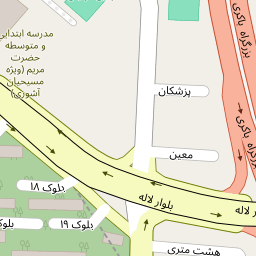 مدرسه ابتدایی
و متوسطه
حضرت
مریم (ویژه
مسیحیان
آشوری)
بزرگراه باکری
پزشکان
بزرگراه باکری
معین
بلوک ۱۸
بلوار لاله
لاله
بلوک ۱۹
بلوک
هشت متری